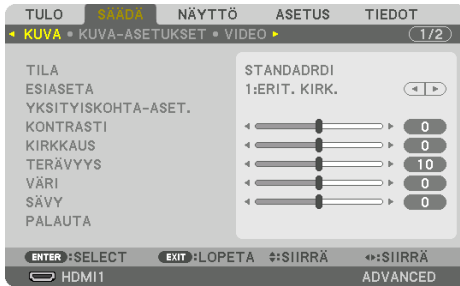 TULO SÄÄDÄ NÄYTTÖ ASETUS TIEDOT
KUVA • KUVA-ASETUKSET • VIDEO 1/2
TILA STANDADRDI
ESIASETA 1:ERIT. KIRK.
YKSITYISKOHTA-ASET.
KONTRASTI 0
KIRKKAUS 0
TERÄVYYS 10
VÄRI 0
SÄVY 0
PALAUTA
ENTER:SELECT EXIT:LOPETA :SIIRRÄ :SIIRRÄ
HDMI1 ADVANCED